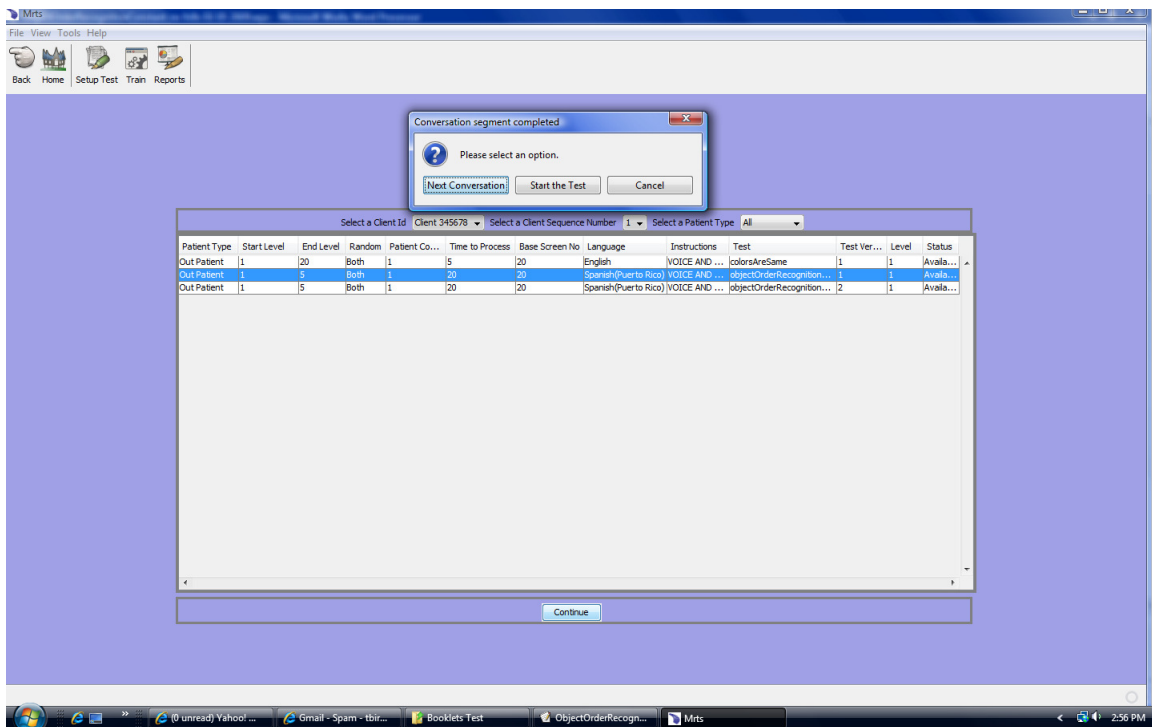 Mrts
File View Tools Help
Back Home Setup Test Train Reports
Conversation segment completed
Please select an option.
Next Conversation Start the Test Cancel
Select a Client Id Client 345678 Select a Client Sequence Number 1 Select a Patient Type All
Patient Type Start Level End Level Random Patient Co... Time to Process Base Screen No Language Instructions Test Test Ver... Level Status
Out Patient 1 20 Both 1 5 20 English VOICE AND ... colorsAreSame 1 1 Availa...
Out Patient 1 5 Both 1 20 20 Spanish(Puerto Rico) VOICE AND ... objectOrderRecognition... 1 1 Availa...
Out Patient 1 5 Both 1 20 20 Spanish(Puerto Rico) VOICE AND ... objectOrderRecognition... 2 1 Availa...
Continue
(0 unread) Yahoo! ... Gmail - Spam - tbir... Booklets Test ObjectOrderRecogn... Mrts 2:56 PM